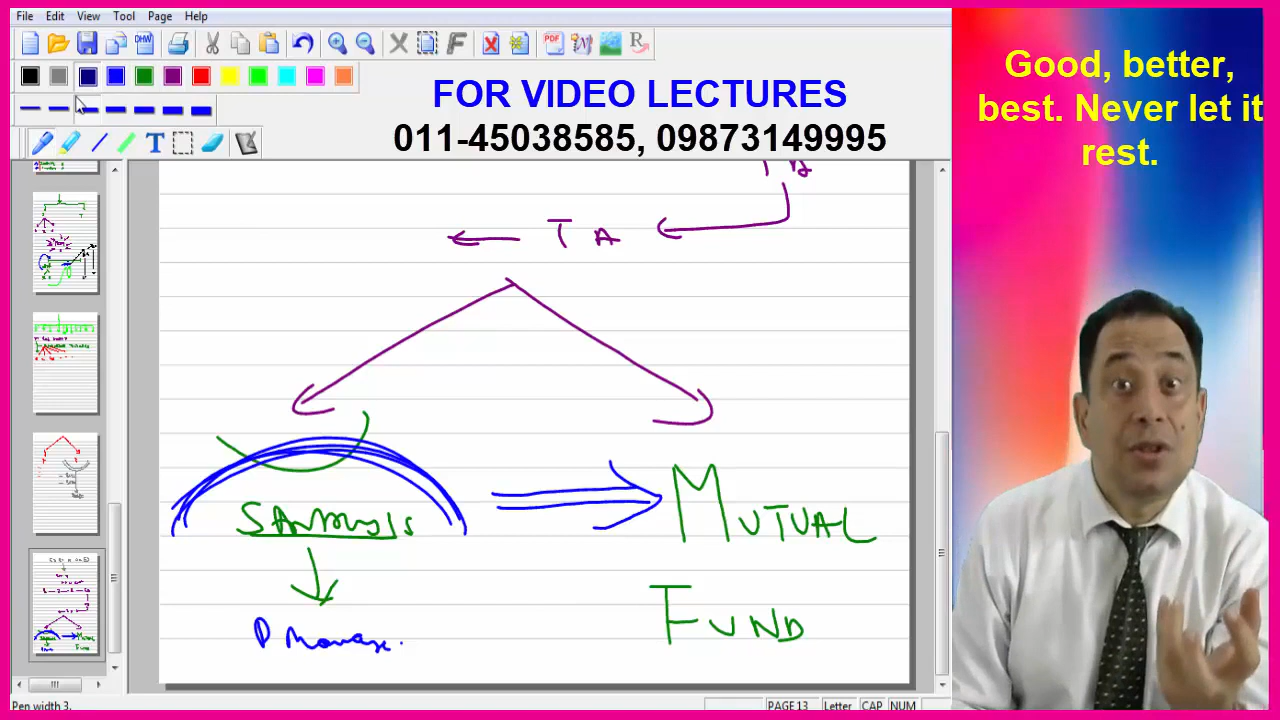 File Edit View Tool Page Help
FOR VIDEO LECTURES
011-45038585, 09873149995
Good, better,
best. Never let it
rest.
T A
MUTUAL
FUND
Pen width 3.
PAGE 13 Letter CAP NUM